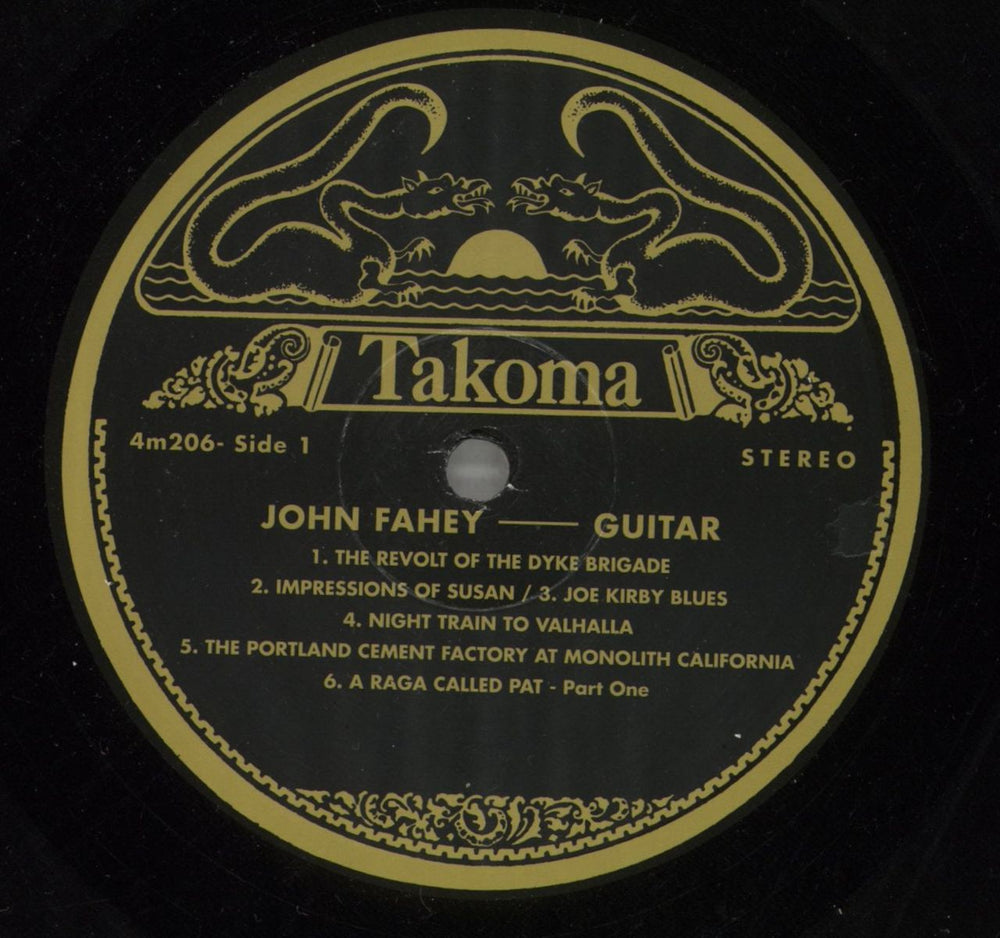 Takoma
4m206- Side 1
STEREO
JOHN FAHEY —— GUITAR
1. THE REVOLT OF THE DYKE BRIGADE
2. IMPRESSIONS OF SUSAN / 3. JOE KIRBY BLUES
4. NIGHT TRAIN TO VALHALLA
5. THE PORTLAND CEMENT FACTORY AT MONOLITH CALIFORNIA
6. A RAGA CALLED PAT - Part One